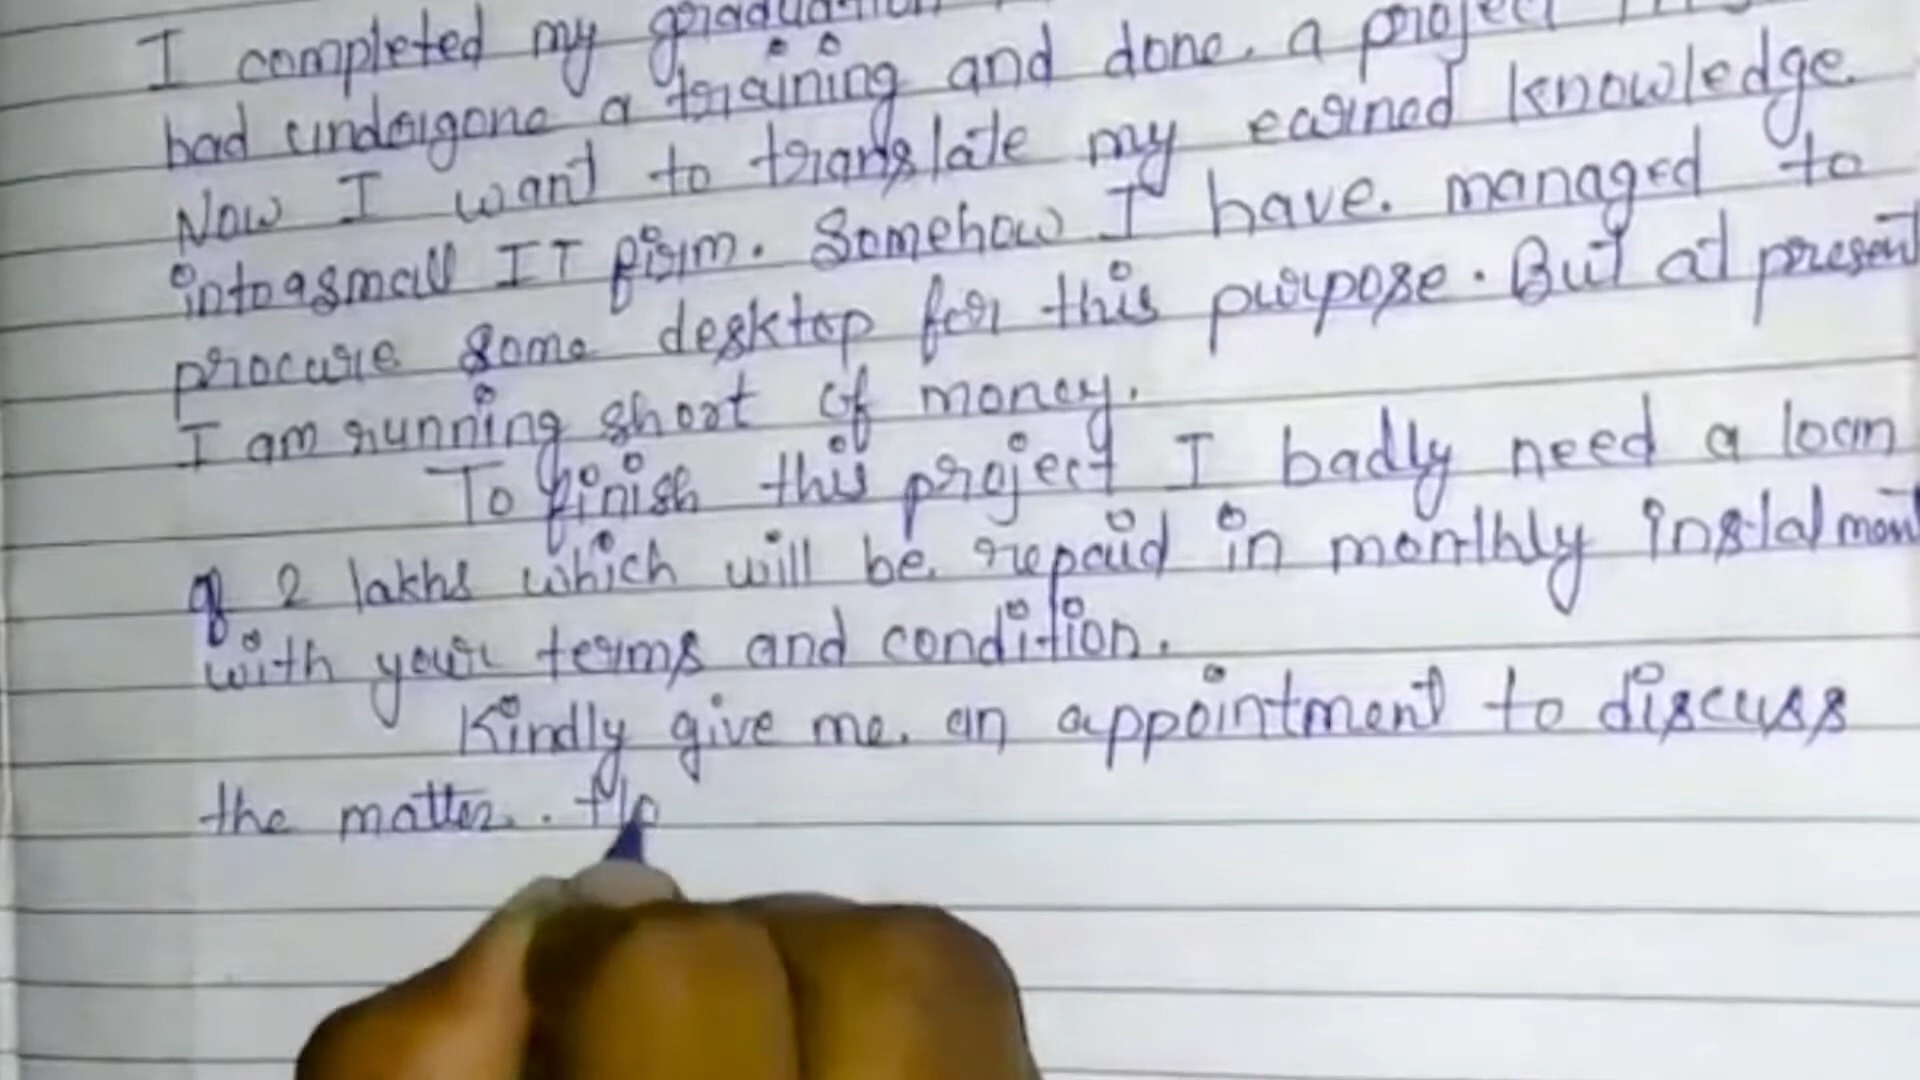 I completed my graduation
had undergone a training and done a project
Now I want to translate my earned knowledge
into a small IT firm. Somehow I have managed to
procure some desktop for this purpose. But at present
I am running short of money.
To finish this project I badly need a loan
of 2 lakhs which will be repaid in monthly instalment
with your terms and condition.
Kindly give me an appointment to discuss
the matter.